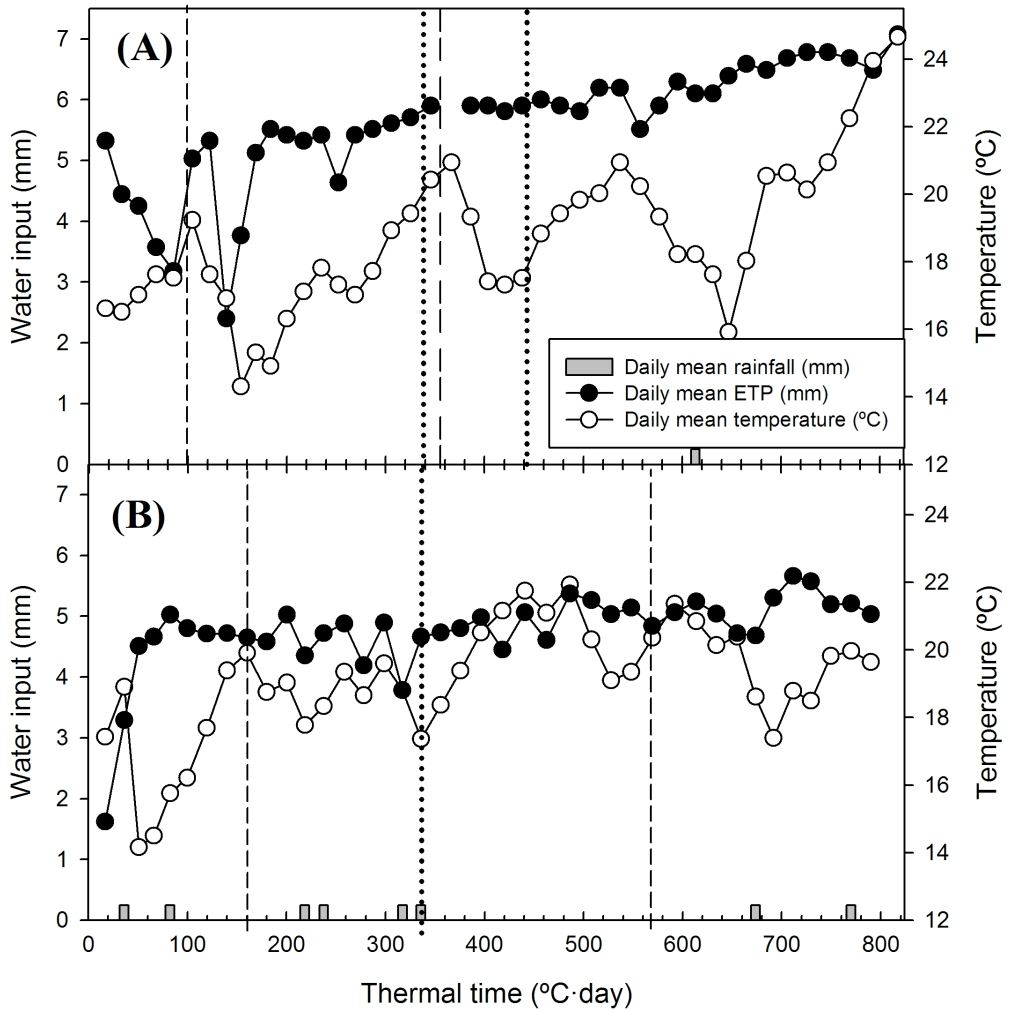 (A)
7
6
5
4
3
2
1
0
Water input (mm)
24
22
20
18
16
14
12
Temperature (ºC)
Daily mean rainfall (mm)
Daily mean ETP (mm)
Daily mean temperature (ºC)
(B)
7
6
5
4
3
2
1
0
Water input (mm)
24
22
20
18
16
14
12
Temperature (ºC)
0 100 200 300 400 500 600 700 800
Thermal time (ºC·day)